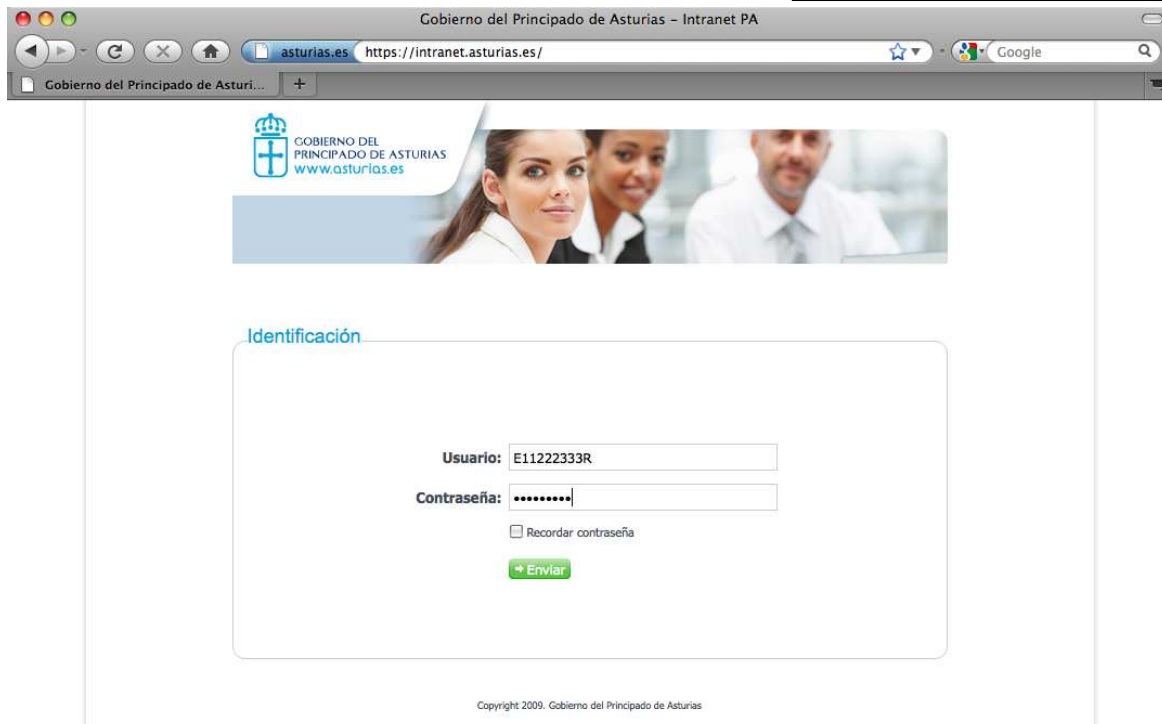 Gobierno del Principado de Asturias – Intranet PA
asturias.es https://intranet.asturias.es/
Google
Gobierno del Principado de Asturi... +
GOBIERNO DEL
PRINCIPADO DE ASTURIAS
www.asturias.es
Identificación
Usuario: E11222333R
Contraseña: •••••••••
Recordar contraseña
Enviar
Copyright 2009. Gobierno del Principado de Asturias